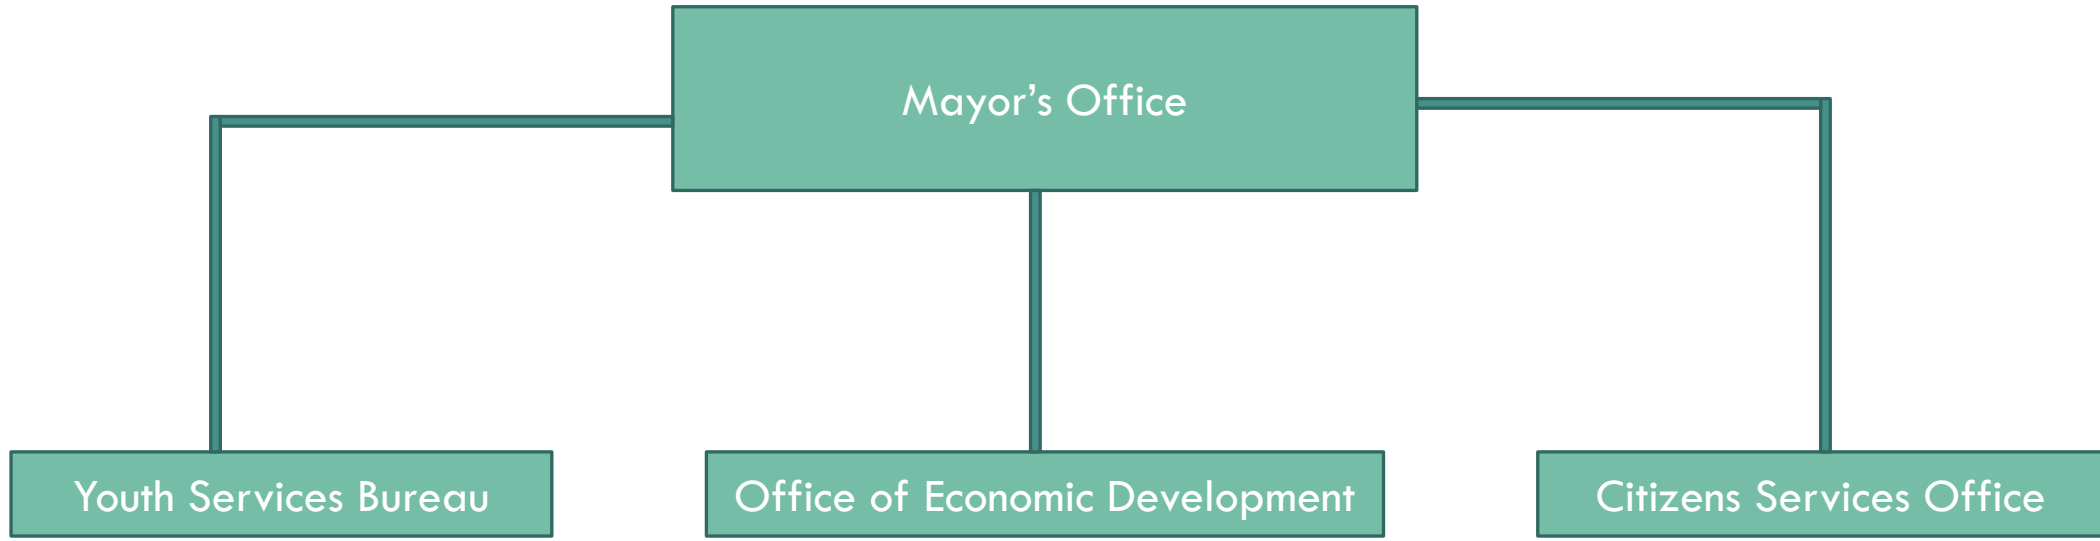 Mayor’s Office
Youth Services Bureau
Office of Economic Development
Citizens Services Office